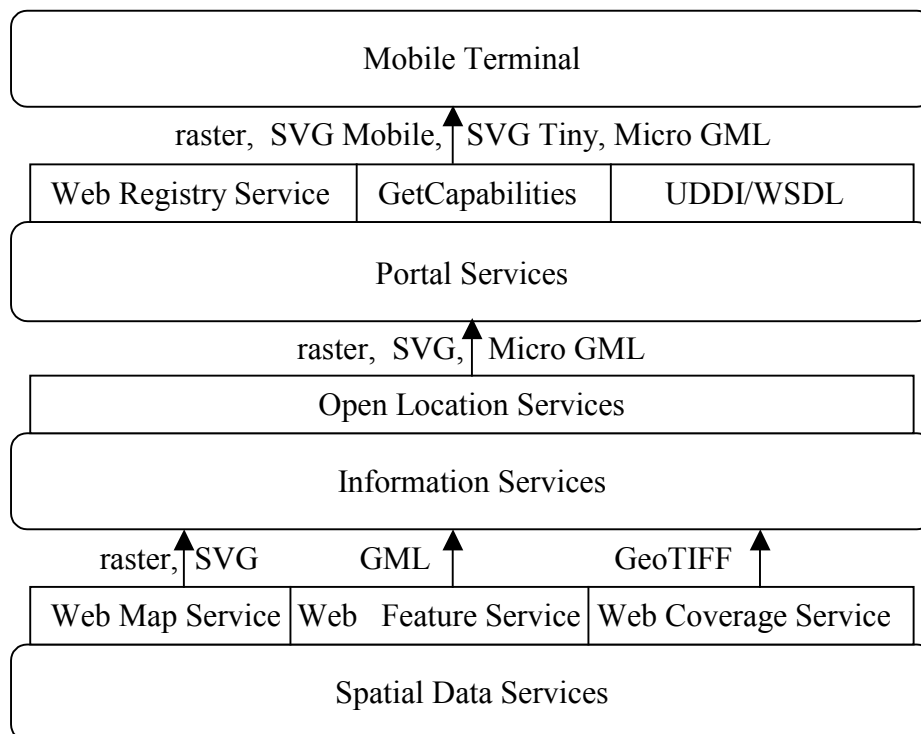 Mobile Terminal
raster, SVG Mobile, SVG Tiny, Micro GML
Web Registry Service GetCapabilities UDDI/WSDL
Portal Services
raster, SVG, Micro GML
Open Location Services
Information Services
raster, SVG GML GeoTIFF
Web Map Service Web Feature Service Web Coverage Service
Spatial Data Services